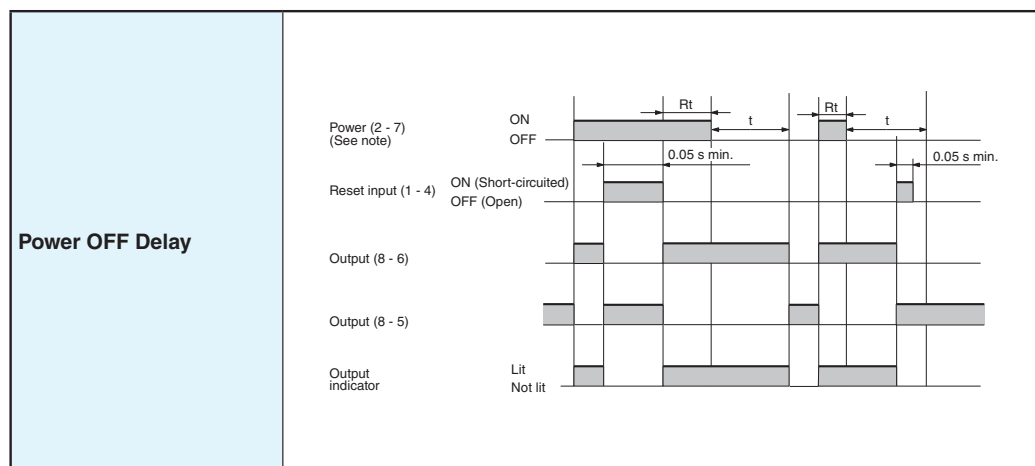 Power OFF Delay
Power (2 - 7)
(See note)
ON
OFF
Rt
t
Rt
t
0.05 s min.
0.05 s min.
Reset input (1 - 4)
ON (Short-circuited)
OFF (Open)
Output (8 - 6)
Output (8 - 5)
Output
indicator
Lit
Not lit